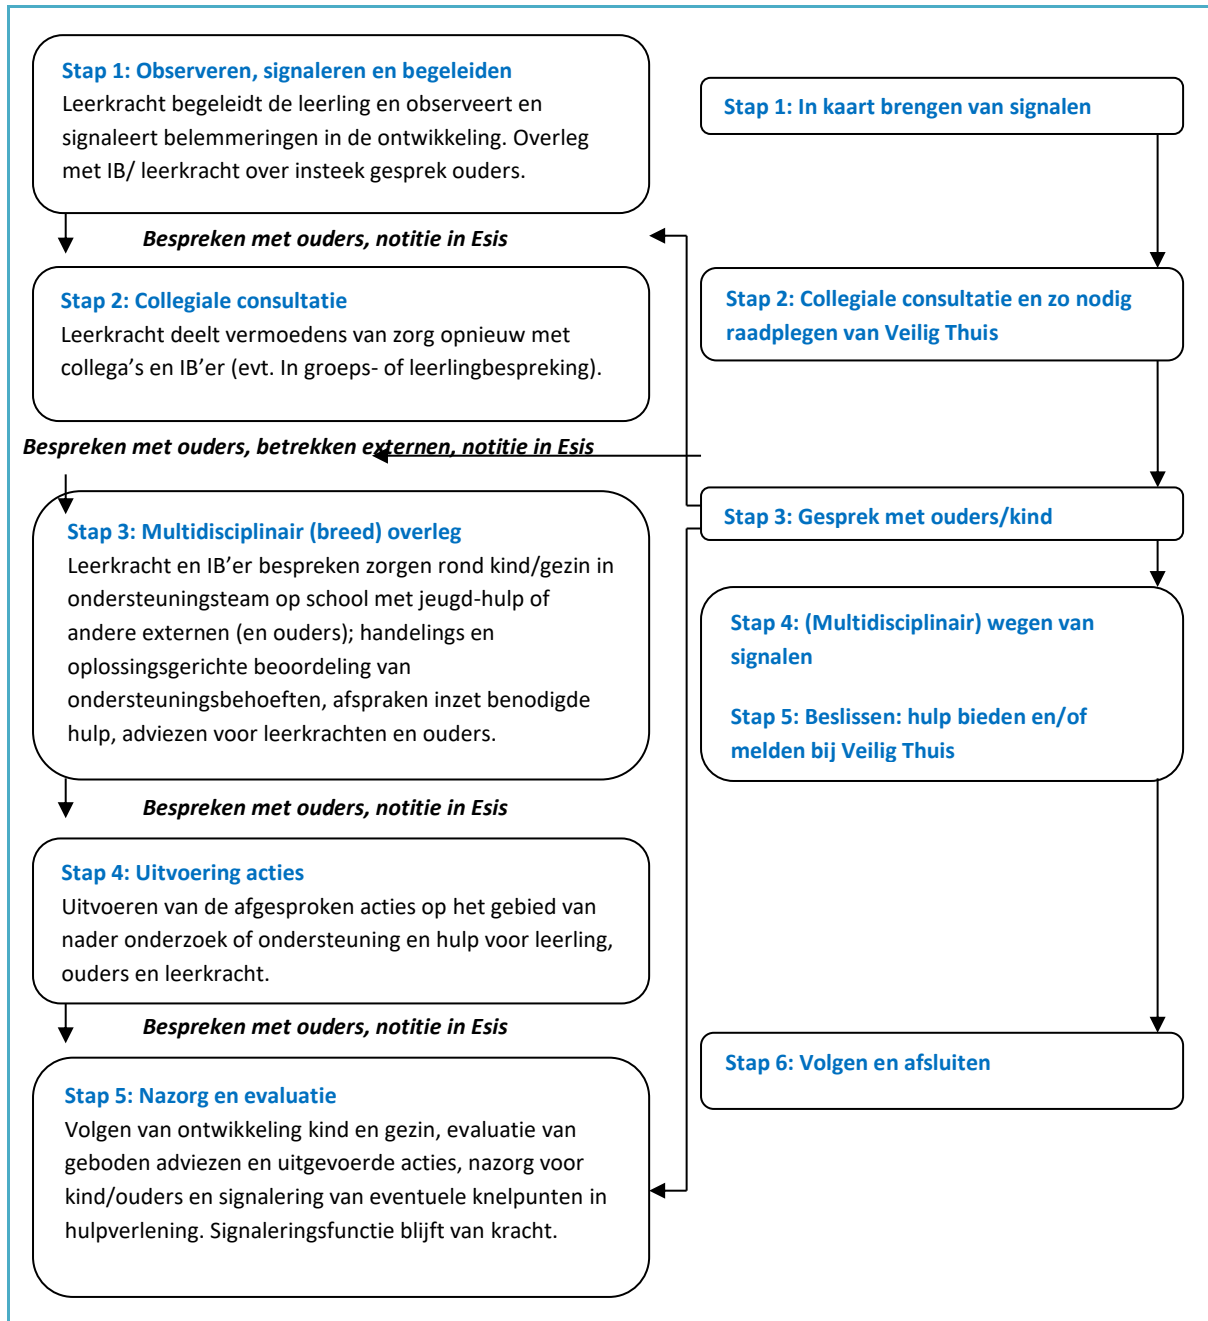 Stap 1: Observeren, signaleren en begeleiden
Leerkracht begeleidt de leerling en observeert en
signaleert belemmeringen in de ontwikkeling. Overleg
met IB/ leerkracht over insteek gesprek ouders.
Bespreken met ouders, notitie in Esis
Stap 2: Collegiale consultatie
Leerkracht deelt vermoedens van zorg opnieuw met
collega’s en IB’er (evt. In groeps- of leerlingbespreking).
Bespreken met ouders, betrekken externen, notitie in Esis
Stap 3: Multidisciplinair (breed) overleg
Leerkracht en IB’er bespreken zorgen rond kind/gezin in
ondersteuningsteam op school met jeugd-hulp of
andere externen (en ouders); handelings en
oplossingsgerichte beoordeling van
ondersteuningsbehoeften, afspraken inzet benodigde
hulp, adviezen voor leerkrachten en ouders.
Bespreken met ouders, notitie in Esis
Stap 4: Uitvoering acties
Uitvoeren van de afgesproken acties op het gebied van
nader onderzoek of ondersteuning en hulp voor leerling,
ouders en leerkracht.
Bespreken met ouders, notitie in Esis
Stap 5: Nazorg en evaluatie
Volgen van ontwikkeling kind en gezin, evaluatie van
geboden adviezen en uitgevoerde acties, nazorg voor
kind/ouders en signalering van eventuele knelpunten in
hulpverlening. Signaleringsfunctie blijft van kracht.
Stap 1: In kaart brengen van signalen
Stap 2: Collegiale consultatie en zo nodig
raadplegen van Veilig Thuis
Stap 3: Gesprek met ouders/kind
Stap 4: (Multidisciplinair) wegen van
signalen
Stap 5: Beslissen: hulp bieden en/of
melden bij Veilig Thuis
Stap 6: Volgen en afsluiten